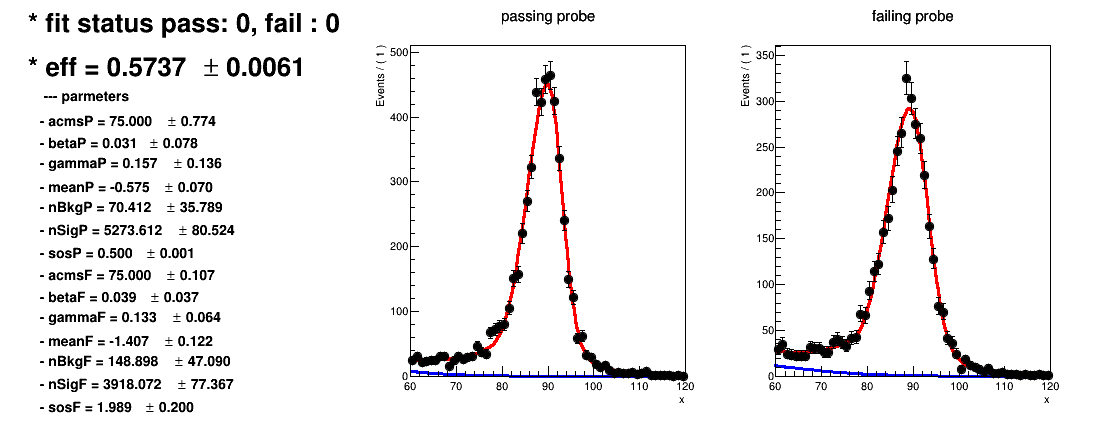 * fit status pass: 0, fail : 0
* eff = 0.5737 ± 0.0061
--- parmeters
- acmsP = 75.000 ± 0.774
- betaP = 0.031 ± 0.078
- gammaP = 0.157 ± 0.136
- meanP = -0.575 ± 0.070
- nBkgP = 70.412 ± 35.789
- nSigP = 5273.612 ± 80.524
- sosP = 0.500 ± 0.001
- acmsF = 75.000 ± 0.107
- betaF = 0.039 ± 0.037
- gammaF = 0.133 ± 0.064
- meanF = -1.407 ± 0.122
- nBkgF = 148.898 ± 47.090
- nSigF = 3918.072 ± 77.367
- sosF = 1.989 ± 0.200
passing probe
Events / ( 1 )
500
400
300
200
100
0
60 70 80 90 100 110 120
x
failing probe
Events / ( 1 )
350
300
250
200
150
100
50
0
60 70 80 90 100 110 120
x